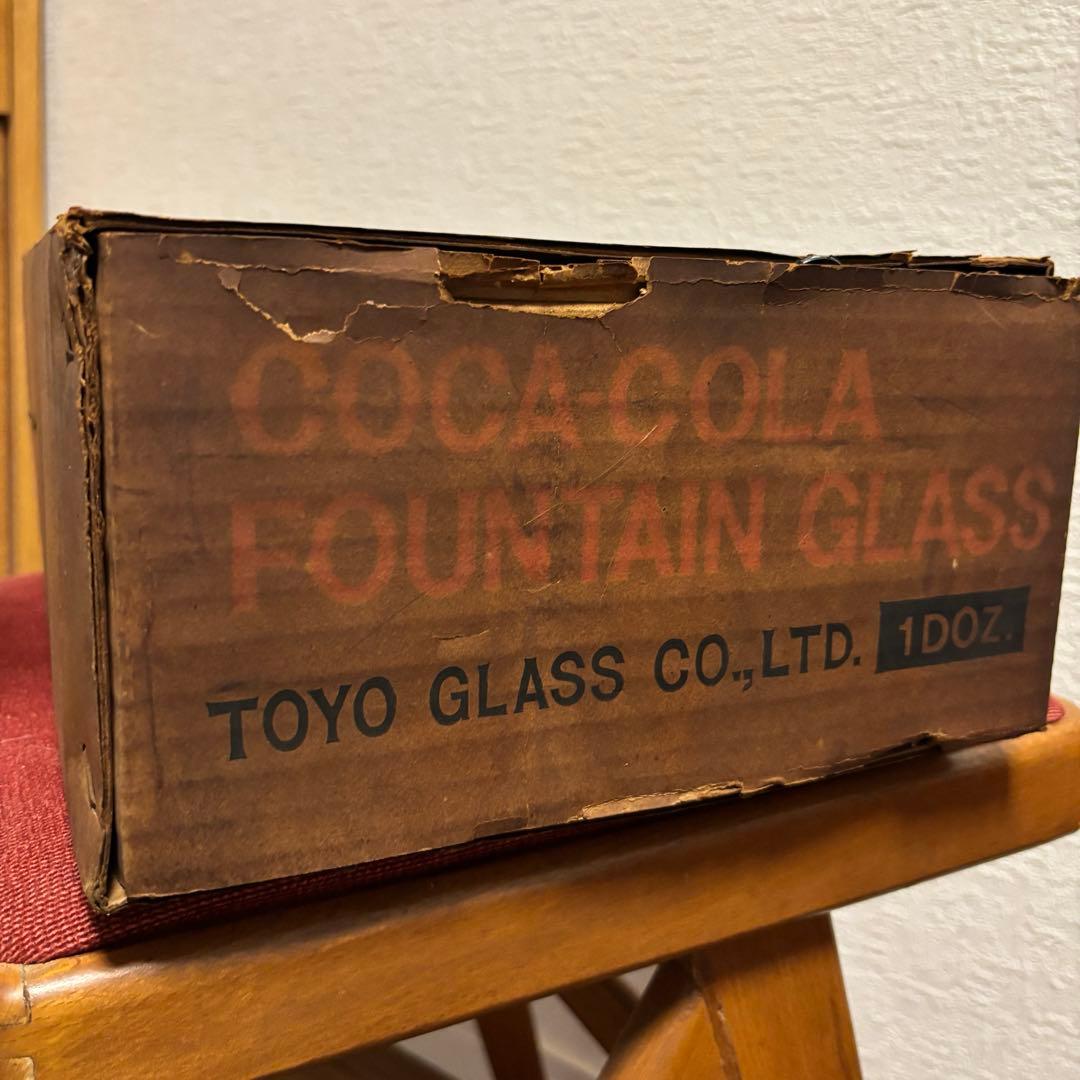 COCA-COLA
FOUNTAIN GLASS
TOYO GLASS CO.,LTD. 1DOZ.